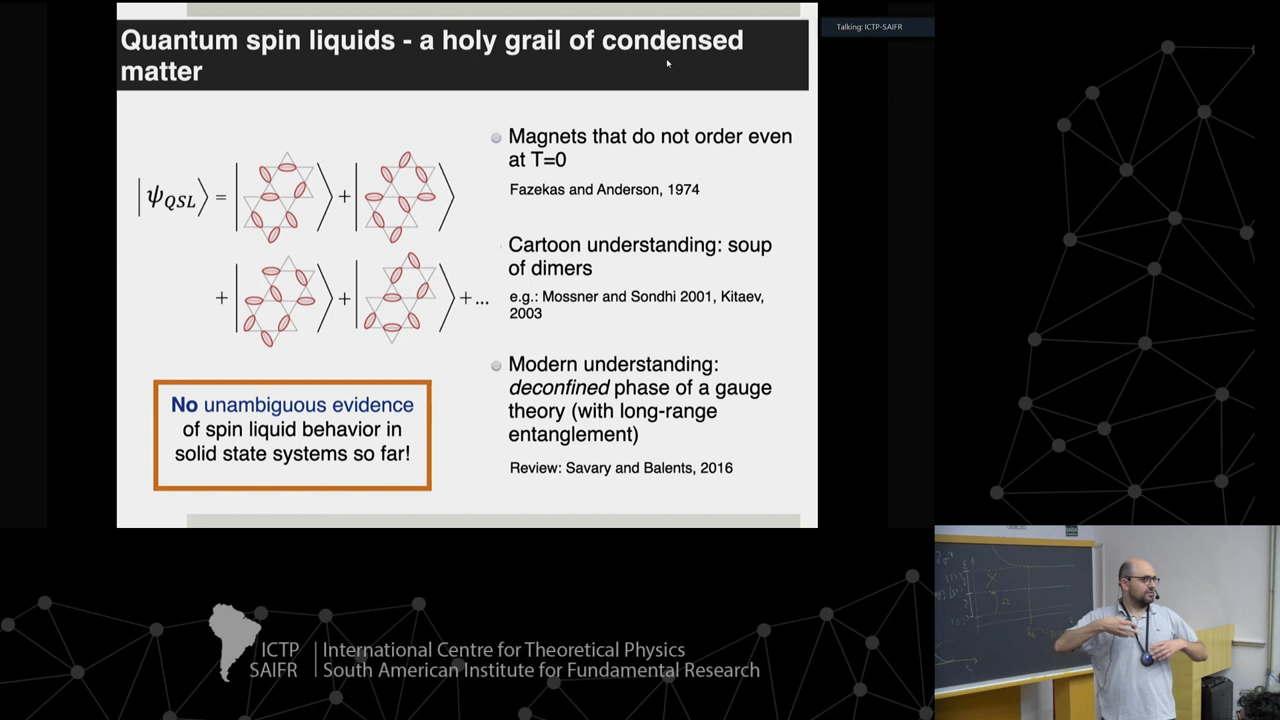 Talking: ICTP-SAIFR
Quantum spin liquids - a holy grail of condensed
matter
|ψQSL⟩ =
+
+
+
+ ...
Magnets that do not order even
at T=0
Fazekas and Anderson, 1974
Cartoon understanding: soup
of dimers
e.g.: Mossner and Sondhi 2001, Kitaev,
2003
Modern understanding:
deconfined phase of a gauge
theory (with long-range
entanglement)
Review: Savary and Balents, 2016
No unambiguous evidence
of spin liquid behavior in
solid state systems so far!
ICTP
SAIFR
International Centre for Theoretical Physics
South American Institute for Fundamental Research